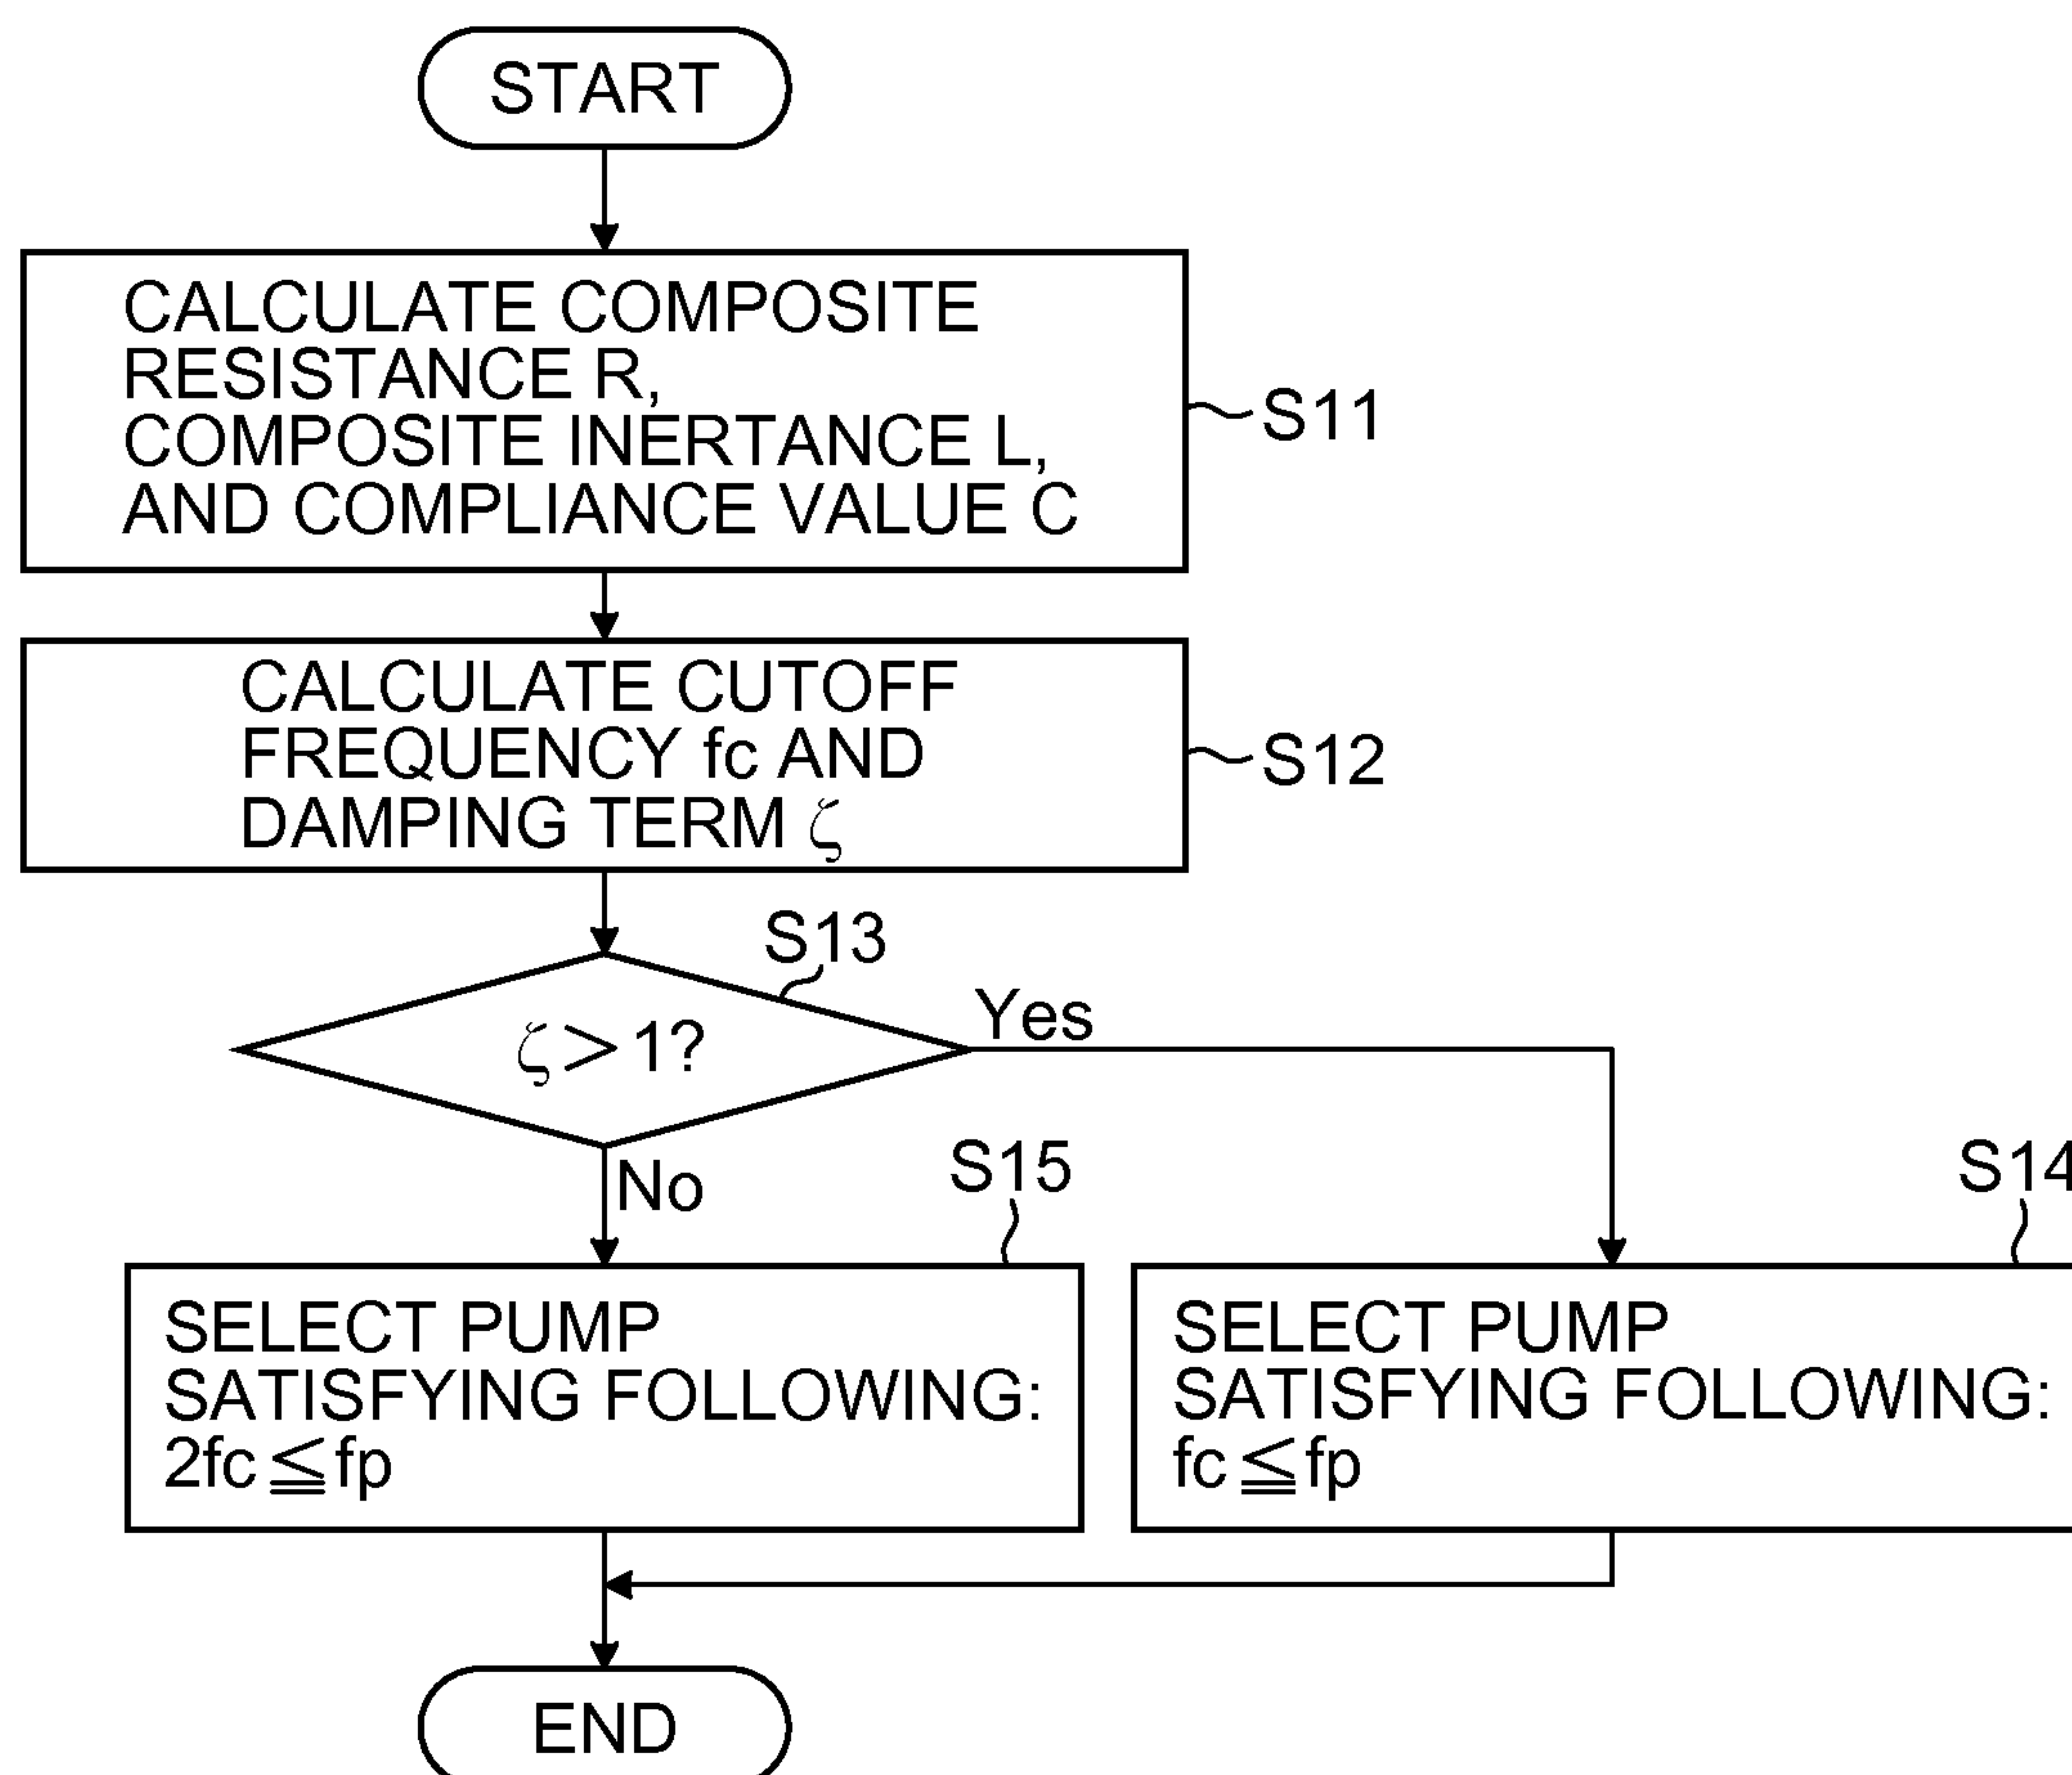 START
CALCULATE COMPOSITE
RESISTANCE R,
COMPOSITE INERTANCE L,
AND COMPLIANCE VALUE C
S11
CALCULATE CUTOFF
FREQUENCY fc AND
DAMPING TERM ζ
S12
S13
ζ > 1?
Yes
No
S15
S14
SELECT PUMP
SATISFYING FOLLOWING:
2fc ≦ fp
SELECT PUMP
SATISFYING FOLLOWING:
fc ≦ fp
END